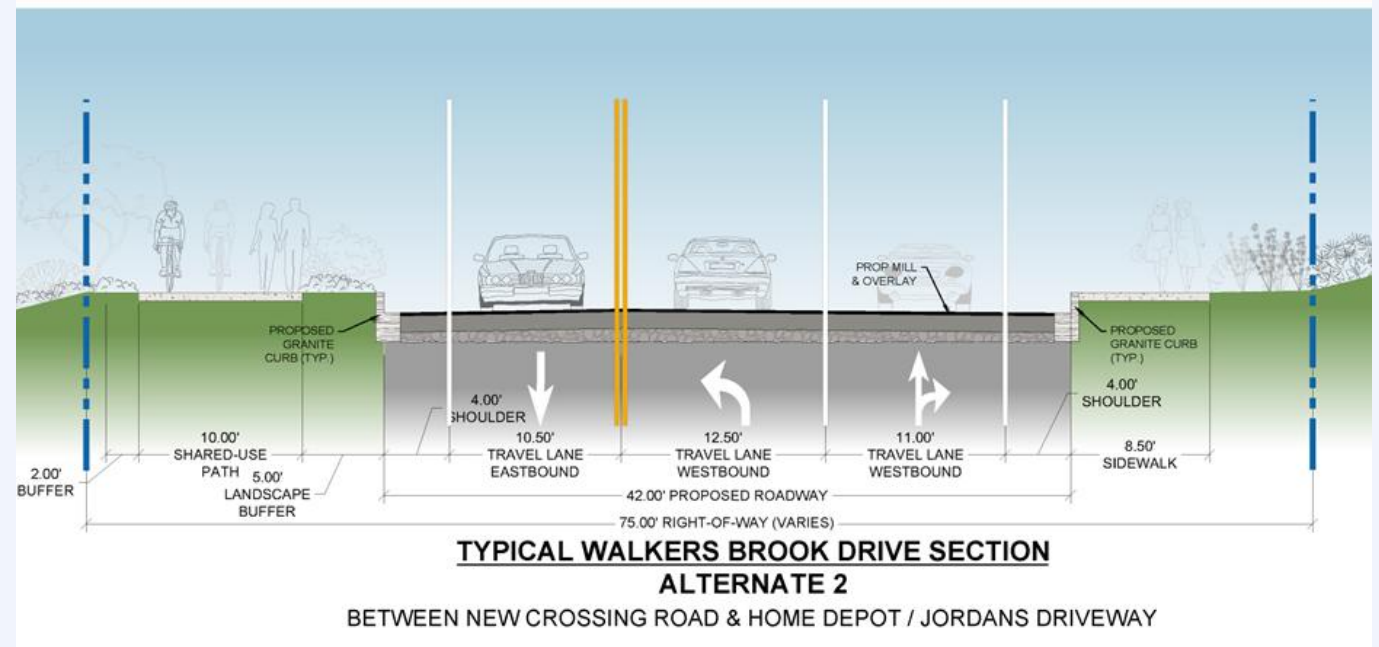 PROP MILL
& OVERLAY
PROPOSED
GRANITE
CURB (TYP.)
PROPOSED
GRANITE CURB
(TYP.)
4.00'
SHOULDER
4.00'
SHOULDER
10.00'
SHARED-USE
PATH
10.50'
TRAVEL LANE
EASTBOUND
12.50'
TRAVEL LANE
WESTBOUND
11.00'
TRAVEL LANE
WESTBOUND
8.50'
SIDEWALK
2.00'
BUFFER
5.00'
LANDSCAPE
BUFFER
42.00' PROPOSED ROADWAY
75.00' RIGHT-OF-WAY (VARIES)
TYPICAL WALKERS BROOK DRIVE SECTION
ALTERNATE 2
BETWEEN NEW CROSSING ROAD & HOME DEPOT / JORDANS DRIVEWAY